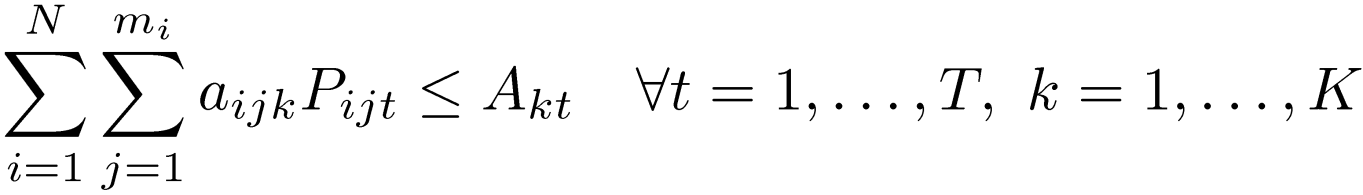 \sum_{i=1}^{N} \sum_{j=1}^{m_i} a_{ijk} P_{ijt} \leq A_{kt} \quad \forall t = 1, \ldots, T, \; k = 1, \ldots, K